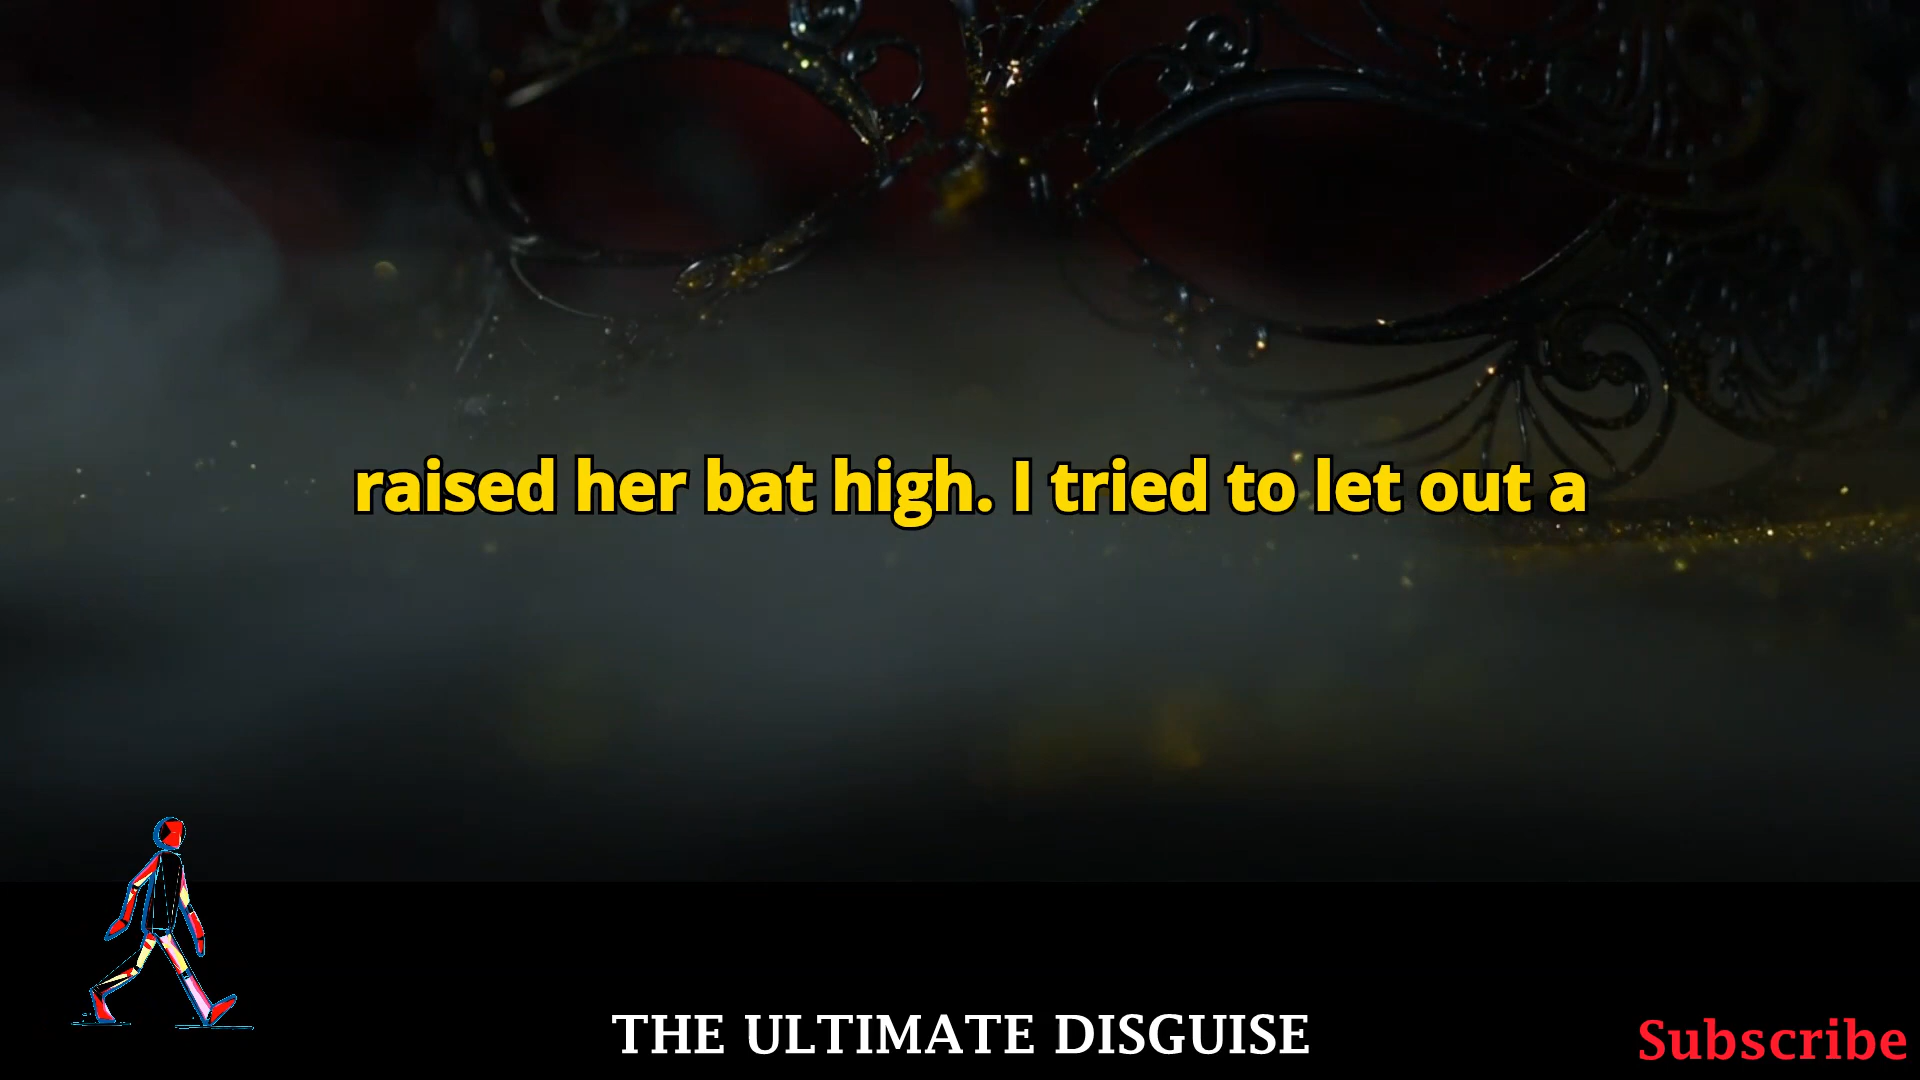 raised her bat high. I tried to let out a
THE ULTIMATE DISGUISE
Subscribe